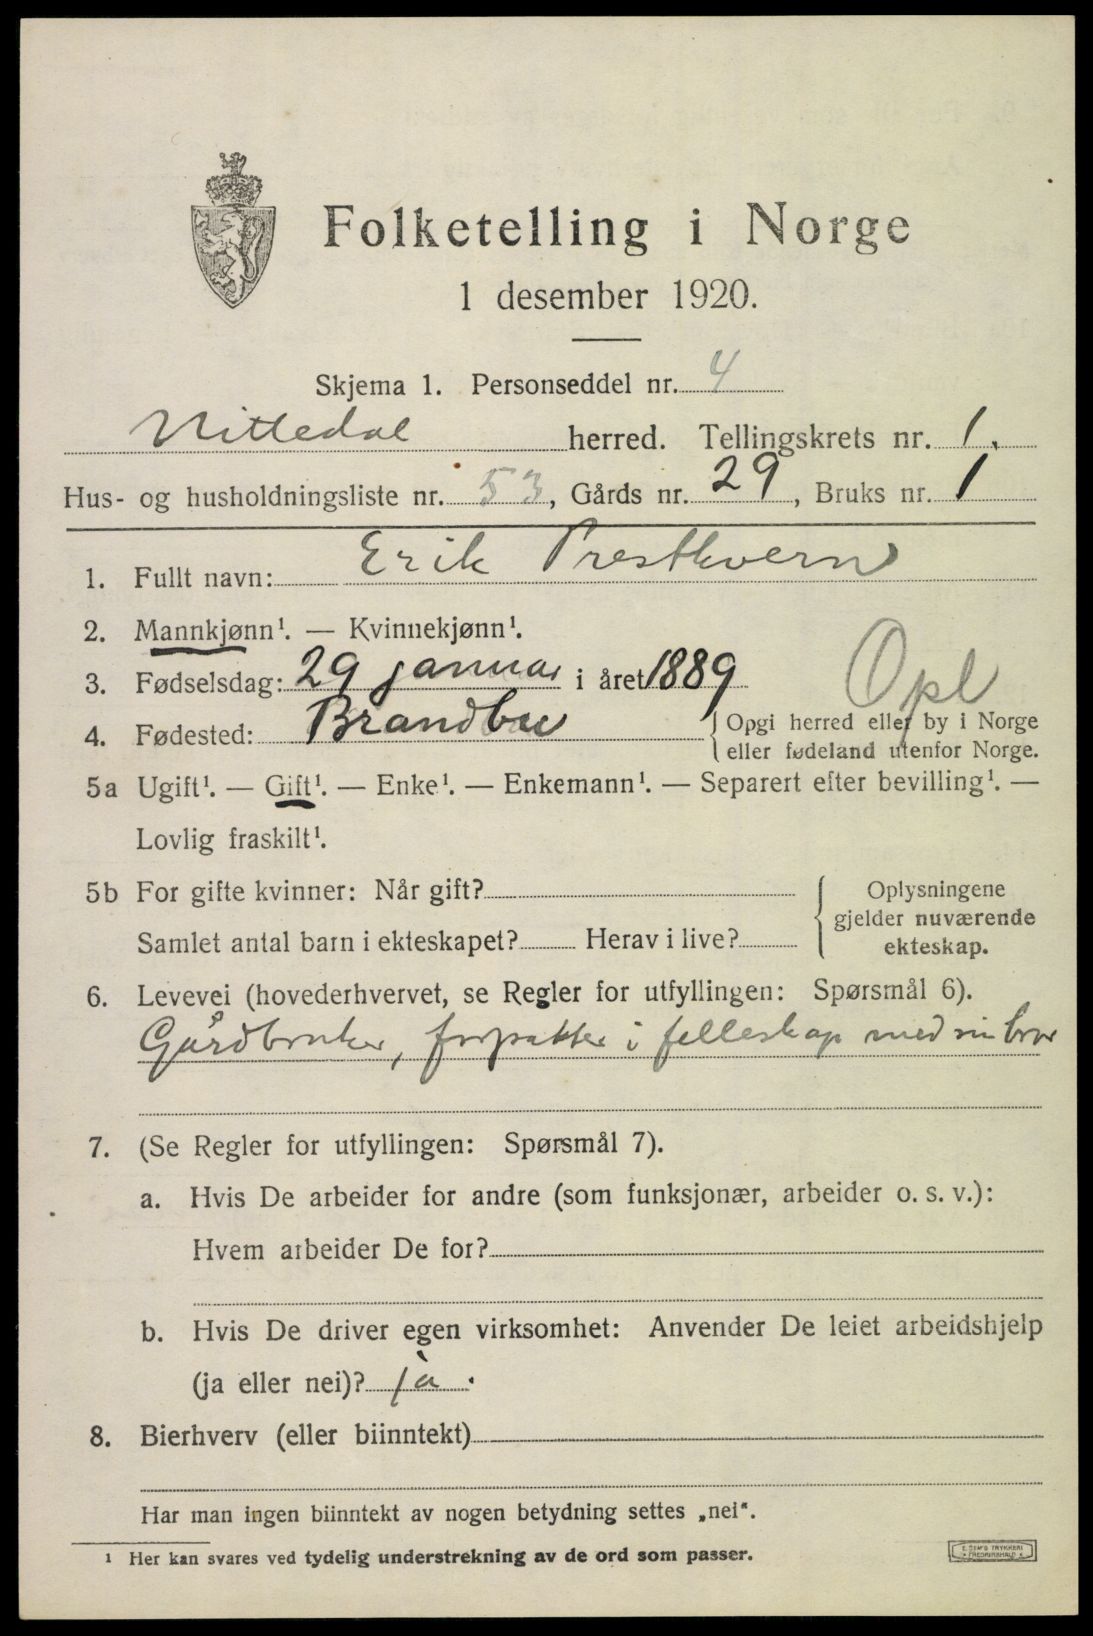 Folketelling i Norge
1 desember 1920.
Skjema 1. Personseddel nr. 4
Nittedal herred. Tellingskrets nr. 1.
Hus- og husholdningsliste nr. 53, Gårds nr. 29, Bruks nr. 1
1. Fullt navn: Erik Prestkvern
2. Mannkjønn¹. — Kvinnekjønn¹.
3. Fødselsdag: 29 januar i året 1889
Opl
4. Fødested: Brandbu { Opgi herred eller by i Norge
eller fødeland utenfor Norge.
5a Ugift¹. — Gift¹. — Enke¹. — Enkemann¹. — Separert efter bevilling¹. —
Lovlig fraskilt¹.
5b For gifte kvinner: Når gift?
Samlet antal barn i ekteskapet? Herav i live?
{ Oplysningene
gjelder nuværende
ekteskap.
6. Levevei (hovederhvervet, se Regler for utfyllingen: Spørsmål 6).
Gårdbruker, forpakter i felleskap med sin bror
7. (Se Regler for utfyllingen: Spørsmål 7).
a. Hvis De arbeider for andre (som funksjonær, arbeider o. s. v.):
Hvem arbeider De for?
b. Hvis De driver egen virksomhet: Anvender De leiet arbeidshjelp
(ja eller nei)? ja.
8. Bierhverv (eller biinntekt)
Har man ingen biinntekt av nogen betydning settes „nei“.
¹ Her kan svares ved tydelig understrekning av de ord som passer.
E. SEM'S TRYKKERI
FREDRIKSHALD